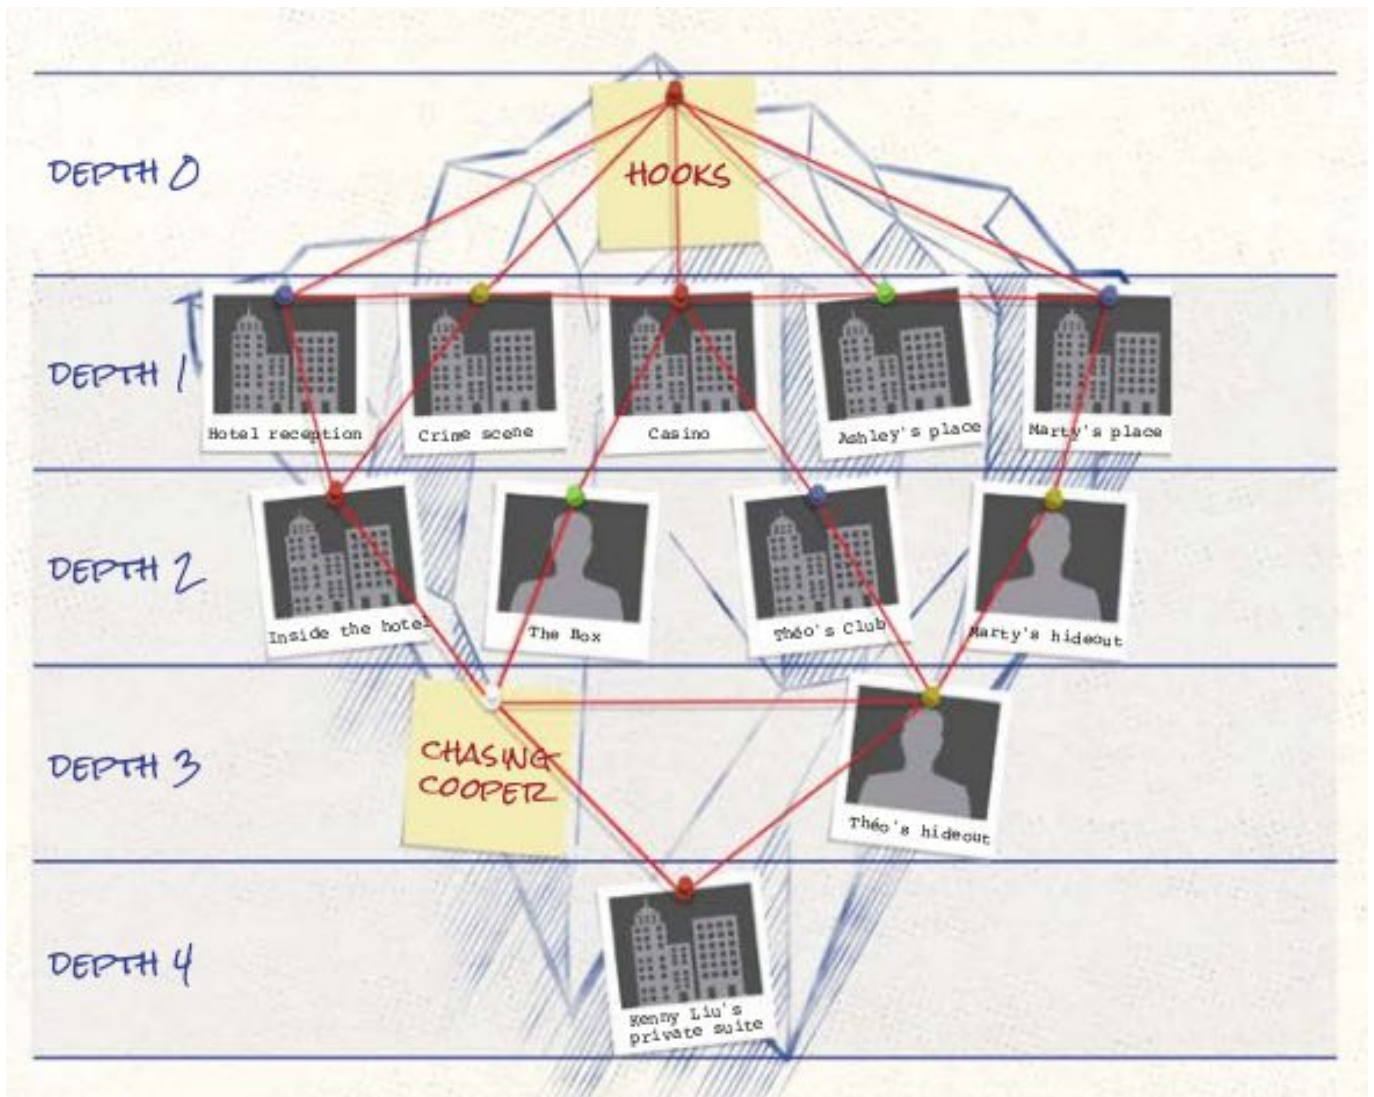 DEPTH 0
HOOKS
DEPTH 1
Hotel reception
Crime scene
Casino
Ashley's place
Marty's place
DEPTH 2
Inside the hotel
The Box
Théo's Club
Marty's hideout
DEPTH 3
CHASING
COOPER
Théo's hideout
DEPTH 4
Kenny Liu's
private suite